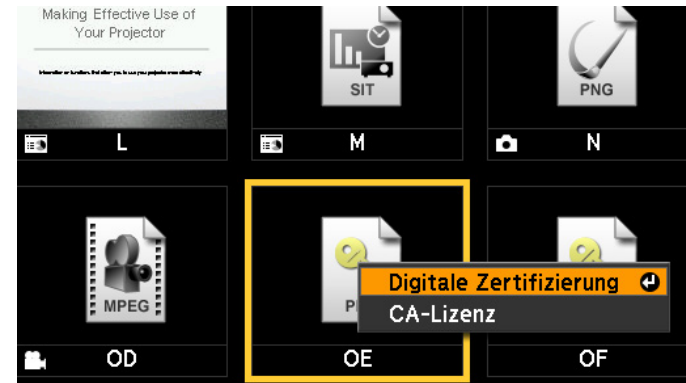 Making Effective Use of
Your Projector
SIT
PNG
L
M
N
MPEG
Digitale Zertifizierung
CA-Lizenz
OD
OE
OF